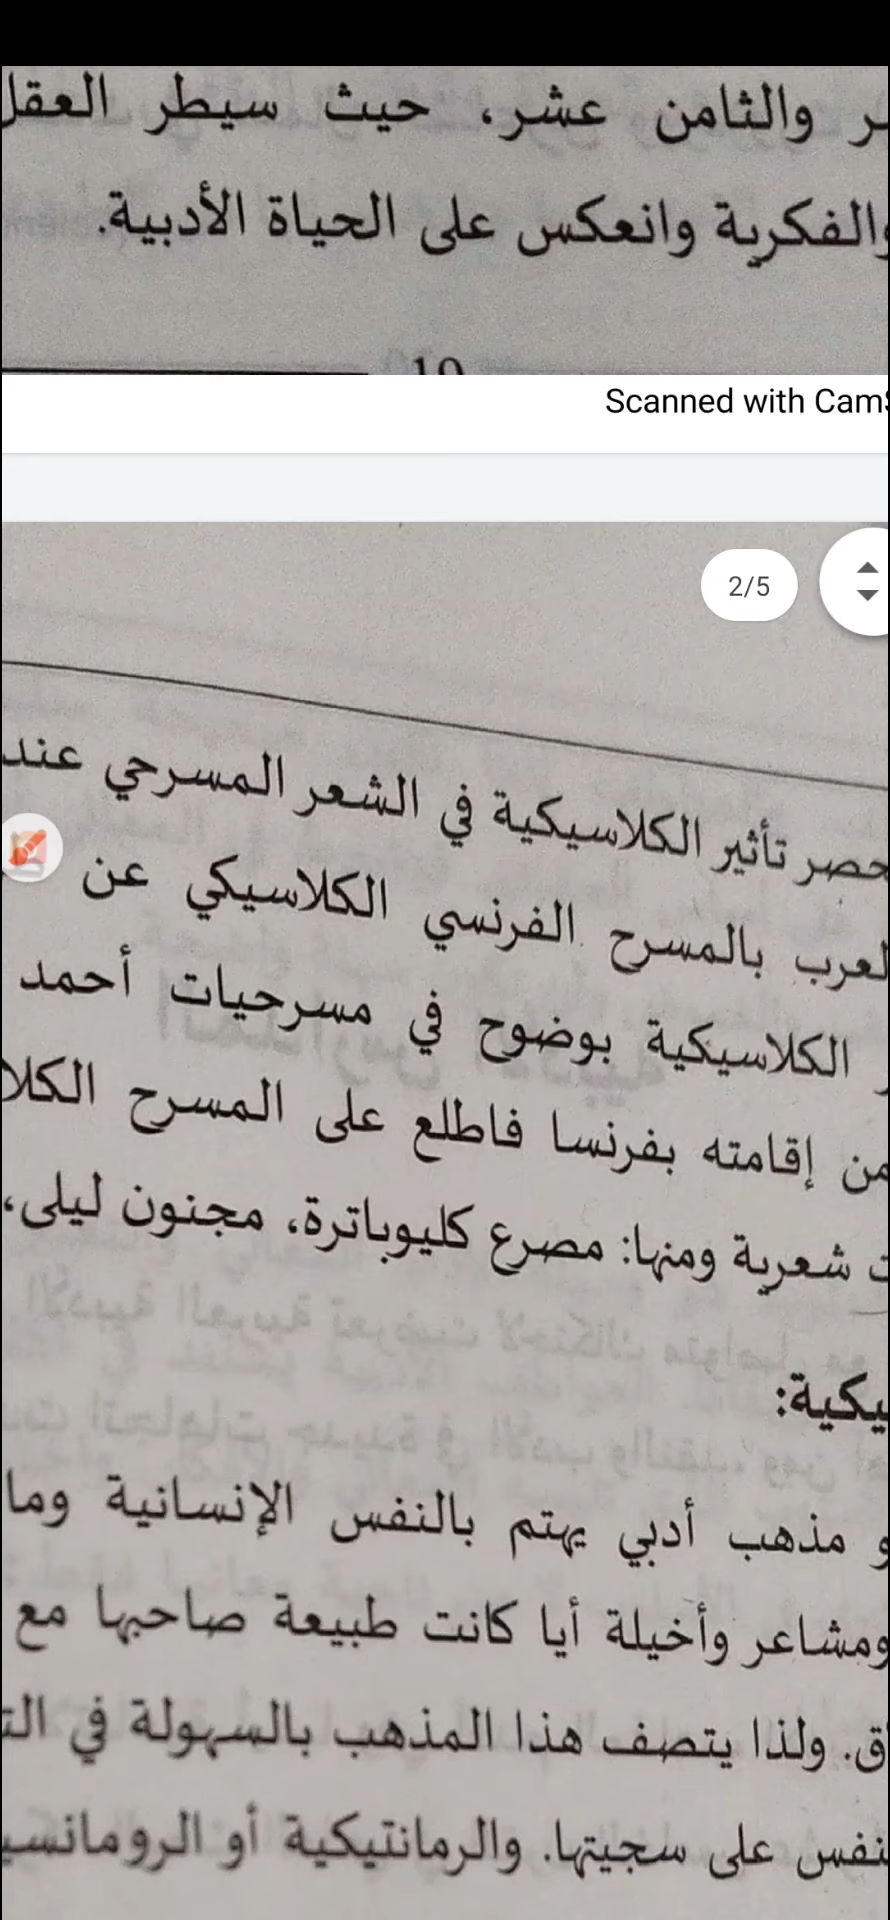 ر والثامن عشر، حيث سيطر العقل
والفكرية وانعكس على الحياة الأدبية.
19
Scanned with Cam
2/5
حصر تأثير الكلاسيكية في الشعر المسرحي عند
لعرب بالمسرح الفرنسي الكلاسيكي عن
الكلاسيكية بوضوح في مسرحيات أحمد
من إقامته بفرنسا فاطلع على المسرح الكلا
ت شعرية ومنها: مصرع كليوباترة، مجنون ليلى،
يكية:
و مذهب أدبي يهتم بالنفس الإنسانية وما
ومشاعر وأخيلة أيا كانت طبيعة صاحبها مع
ق. ولذا يتصف هذا المذهب بالسهولة في الت
نفس على سجيتها. والرمانتيكية أو الرومانسي